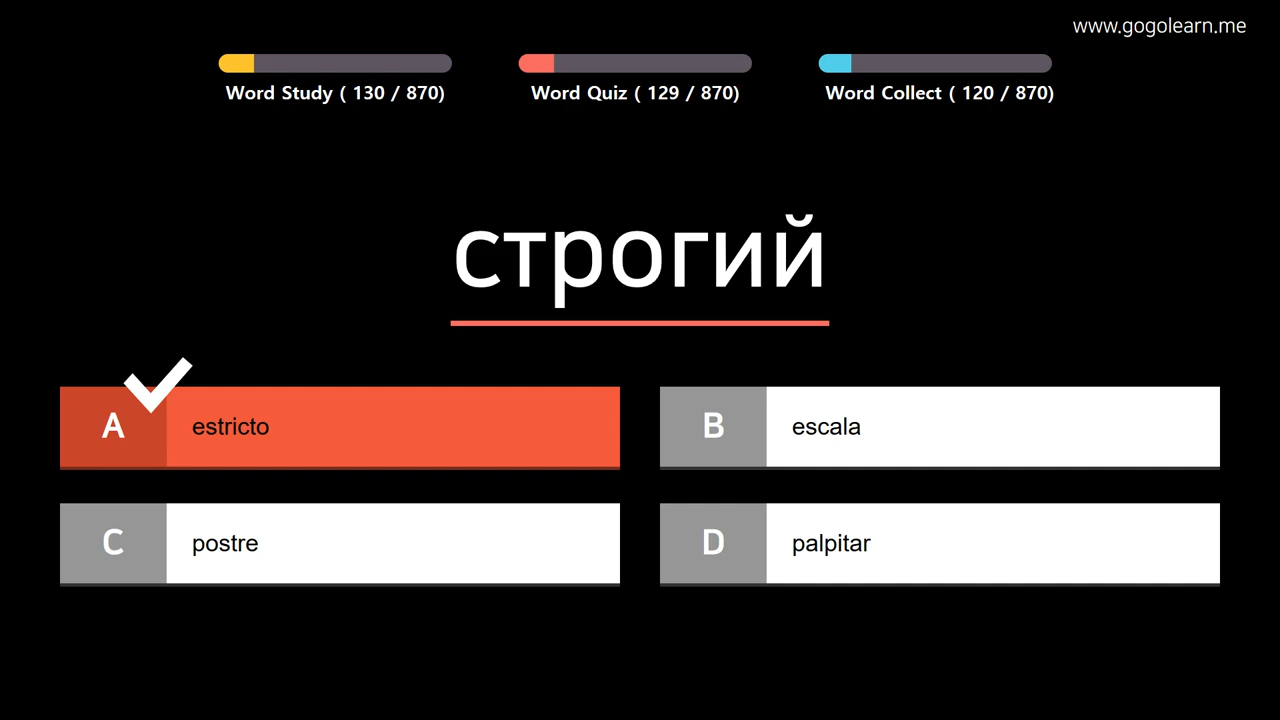 www.gogolearn.me
Word Study ( 130 / 870)
Word Quiz ( 129 / 870)
Word Collect ( 120 / 870)
строгий
A estricto
B escala
C postre
D palpitar